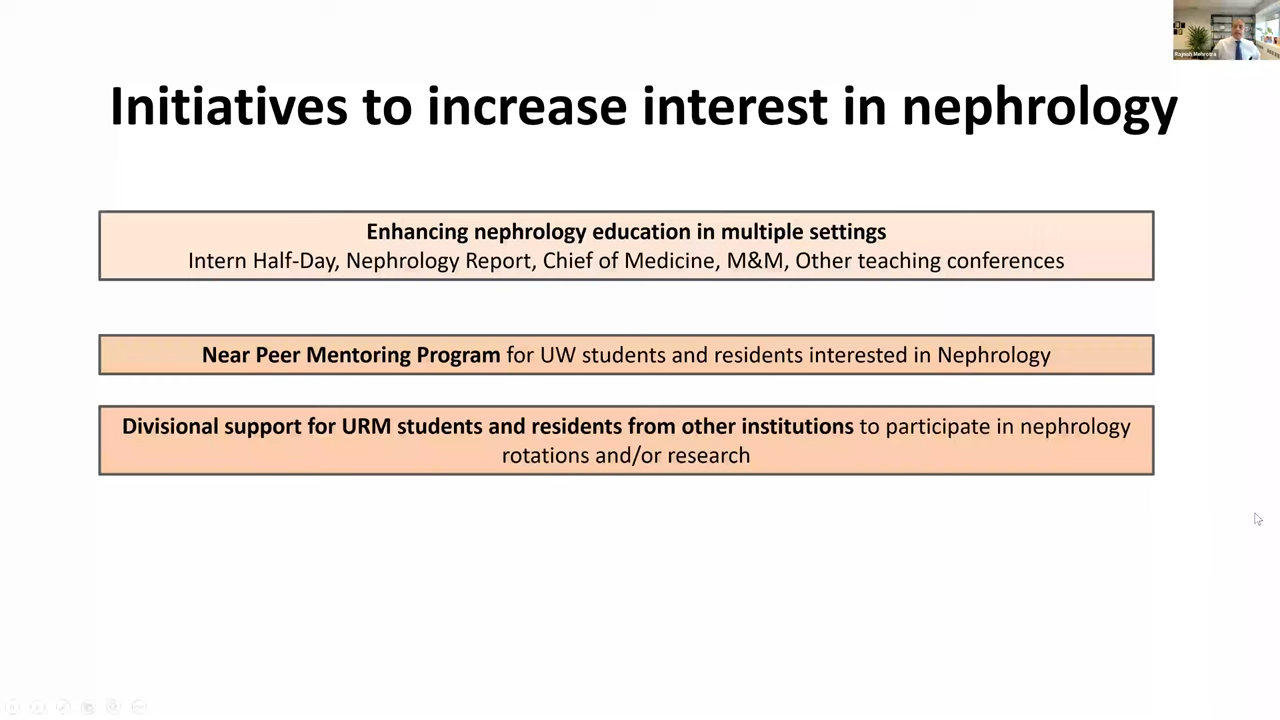 Rajnish Mehrotra
Initiatives to increase interest in nephrology
Enhancing nephrology education in multiple settings
Intern Half-Day, Nephrology Report, Chief of Medicine, M&M, Other teaching conferences
Near Peer Mentoring Program for UW students and residents interested in Nephrology
Divisional support for URM students and residents from other institutions to participate in nephrology
rotations and/or research